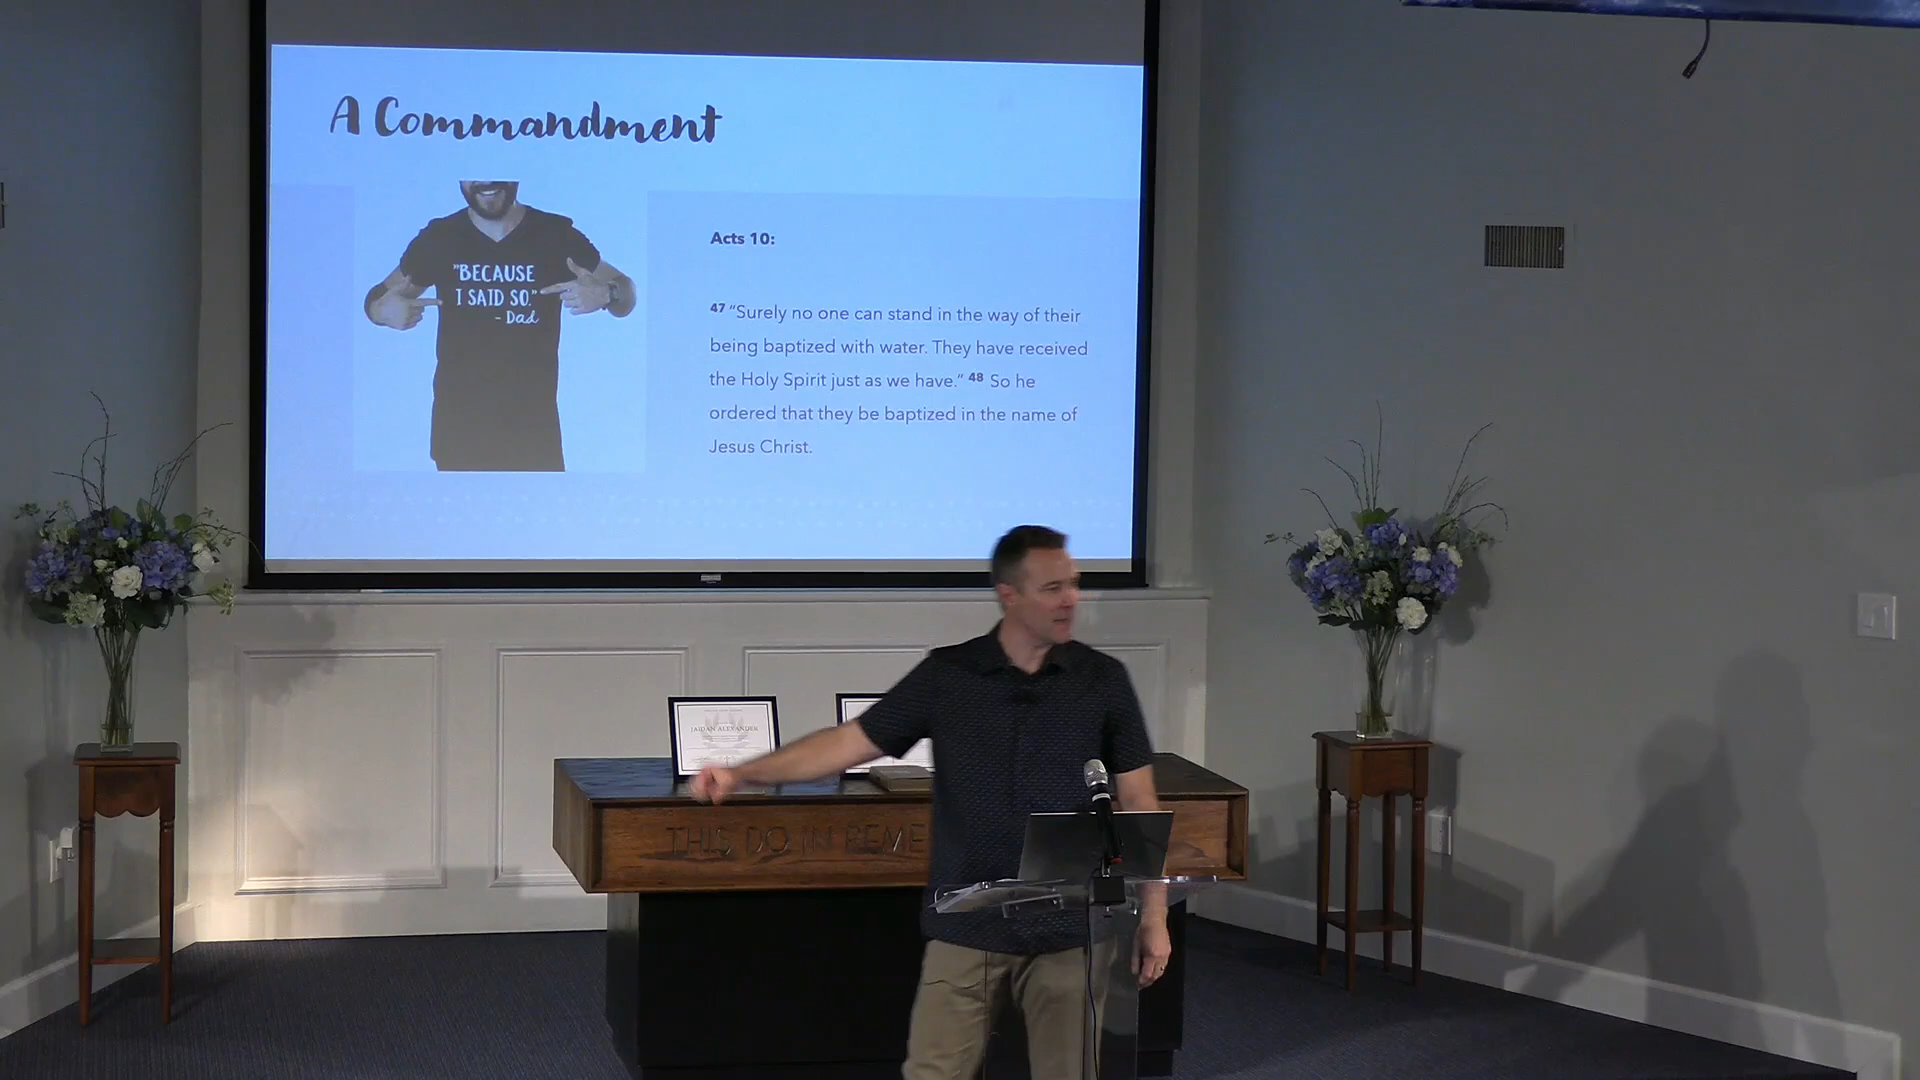 A Commandment
"BECAUSE
I SAID SO."
- Dad
Acts 10:
47 “Surely no one can stand in the way of their
being baptized with water. They have received
the Holy Spirit just as we have.” 48 So he
ordered that they be baptized in the name of
Jesus Christ.
JAIDAN ALEXANDER
THIS DO IN REME